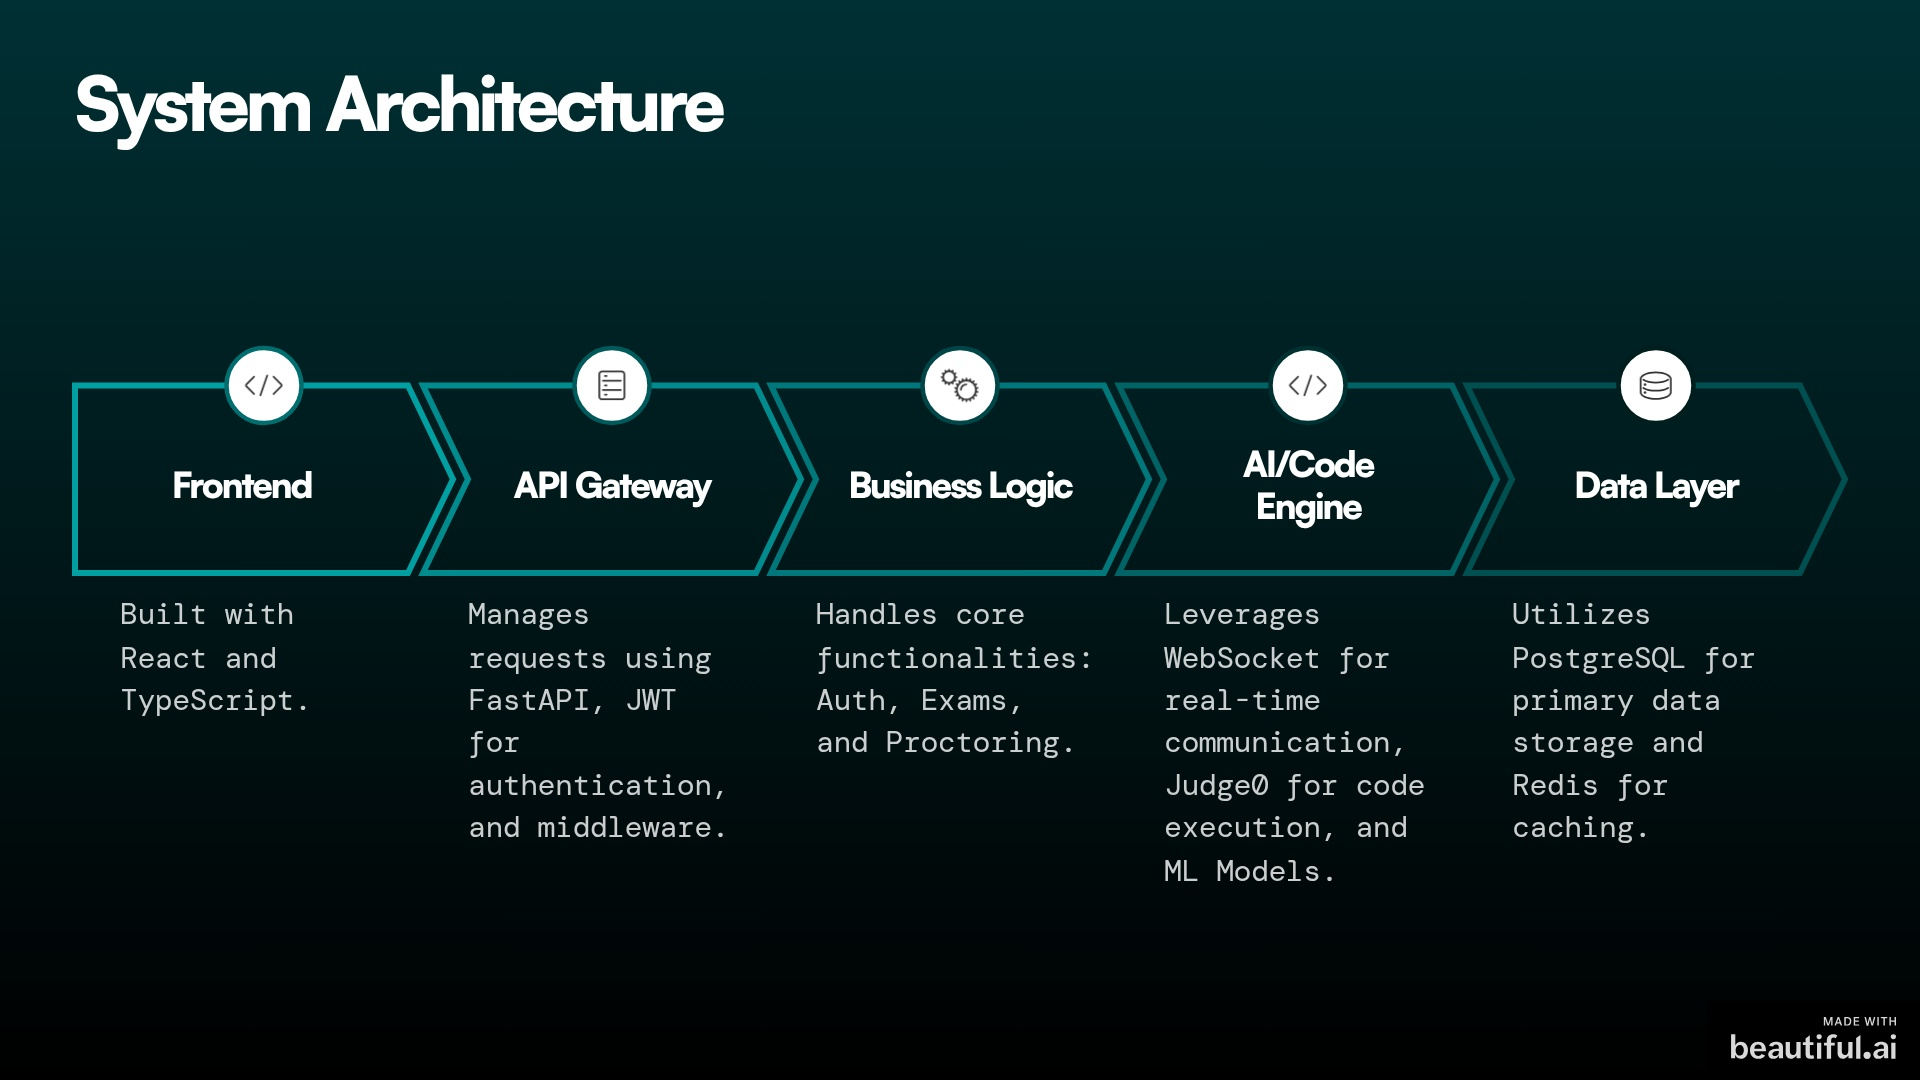 System Architecture
Frontend
API Gateway
Business Logic
AI/Code
Engine
Data Layer
Built with
React and
TypeScript.
Manages
requests using
FastAPI, JWT
for
authentication,
and middleware.
Handles core
functionalities:
Auth, Exams,
and Proctoring.
Leverages
WebSocket for
real-time
communication,
Judge0 for code
execution, and
ML Models.
Utilizes
PostgreSQL for
primary data
storage and
Redis for
caching.
MADE WITH
beautiful.ai